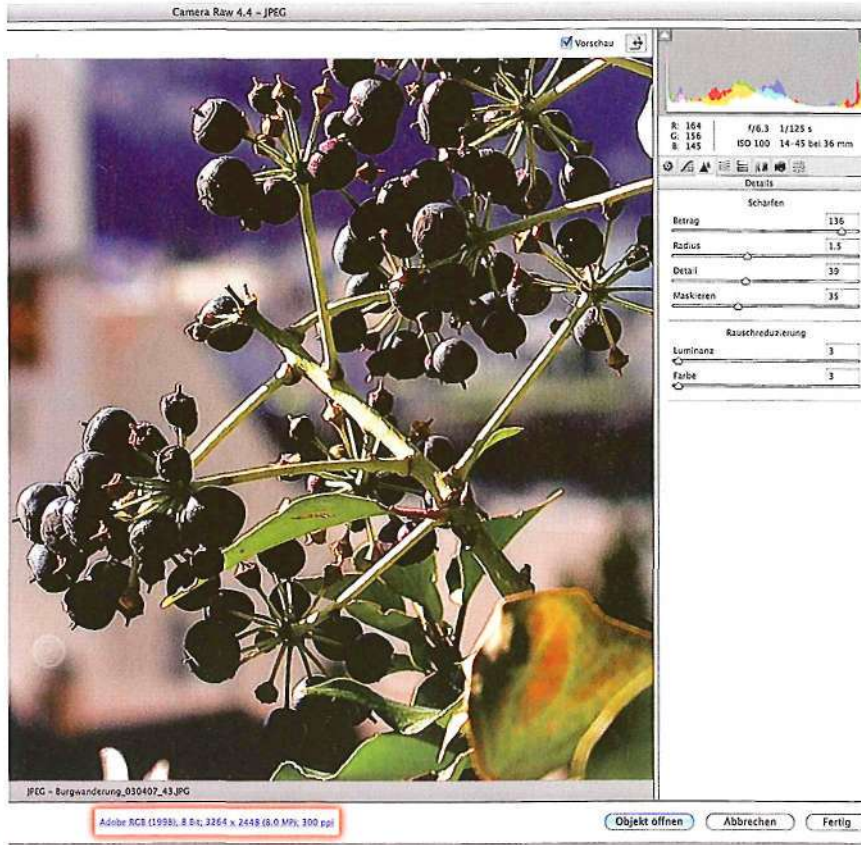 Camera Raw 4.4 – JPEG
Vorschau
R: 164
G: 156
B: 145
f/6.3 1/125 s
ISO 100 14-45 bei 36 mm
Details
Schärfen
Betrag 136
Radius 1.5
Detail 39
Maskieren 35
Rauschreduzierung
Luminanz 3
Farbe 3
JPEG – Burgwanderung_030407_43.JPG
Adobe RGB (1998); 8 Bit; 3264 x 2448 (8.0 MP); 300 ppi
Objekt öffnen
Abbrechen
Fertig